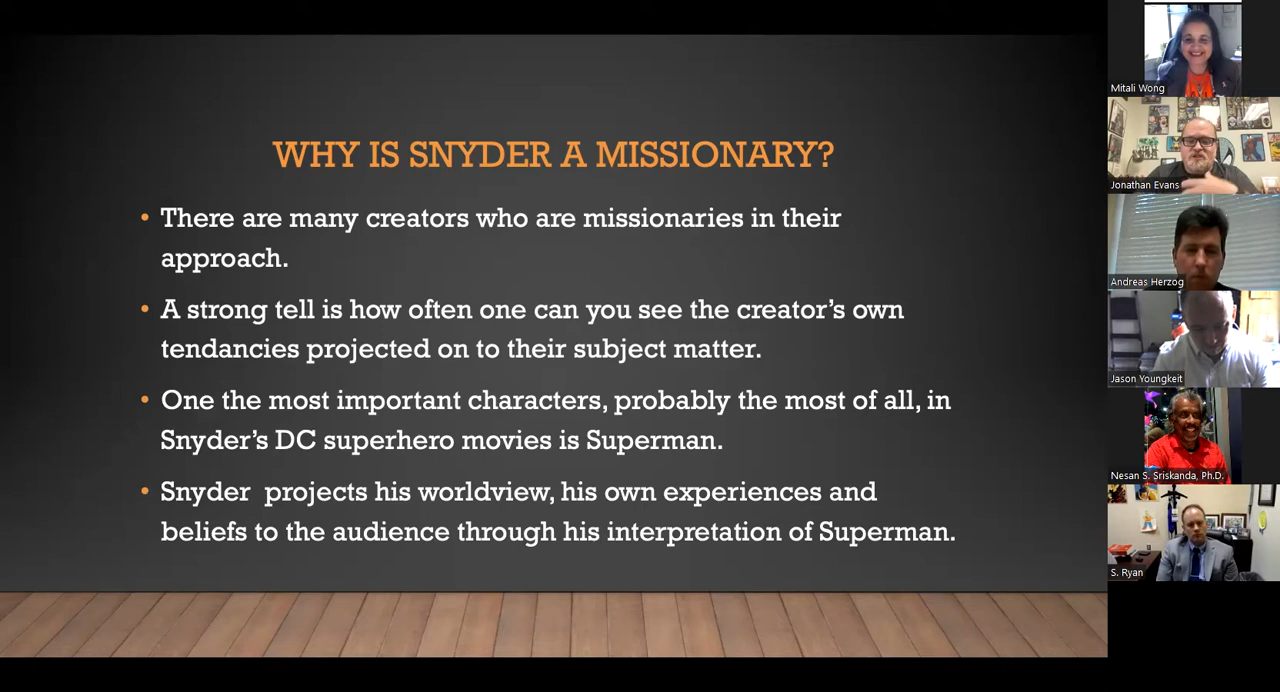 WHY IS SNYDER A MISSIONARY?
• There are many creators who are missionaries in their
approach.
• A strong tell is how often one can you see the creator's own
tendancies projected on to their subject matter.
• One the most important characters, probably the most of all, in
Snyder's DC superhero movies is Superman.
• Snyder  projects his worldview, his own experiences and
beliefs to the audience through his interpretation of Superman.
Mitali Wong
Jonathan Evans
Andreas Herzog
Jason Youngkeit
Nesan S. Sriskanda, Ph.D.
S. Ryan